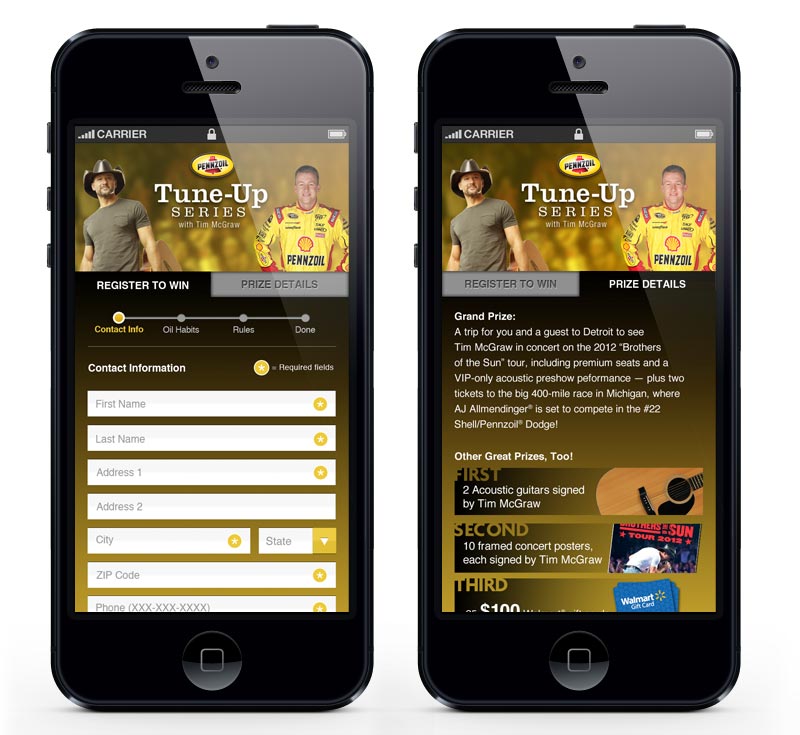 CARRIER
PENNZOIL
Tune-Up
SERIES
with Tim McGraw
PENNZOIL
REGISTER TO WIN
PRIZE DETAILS
Contact Info
Oil Habits
Rules
Done
Contact Information
* = Required fields
First Name
Last Name
Address 1
Address 2
City
State
ZIP Code
Phone (XXX-XXX-XXXX)
CARRIER
PENNZOIL
Tune-Up
SERIES
with Tim McGraw
PENNZOIL
REGISTER TO WIN
PRIZE DETAILS
Grand Prize:
A trip for you and a guest to Detroit to see
Tim McGraw in concert on the 2012 “Brothers
of the Sun” tour, including premium seats and a
VIP-only acoustic preshow peformance — plus two
tickets to the big 400-mile race in Michigan, where
AJ Allmendinger® is set to compete in the #22
Shell/Pennzoil® Dodge!
Other Great Prizes, Too!
FIRST
2 Acoustic guitars signed
by Tim McGraw
SECOND
10 framed concert posters,
each signed by Tim McGraw
BROTHERS OF THE SUN
TOUR 2012
THIRD
$100
Walmart
Gift Card